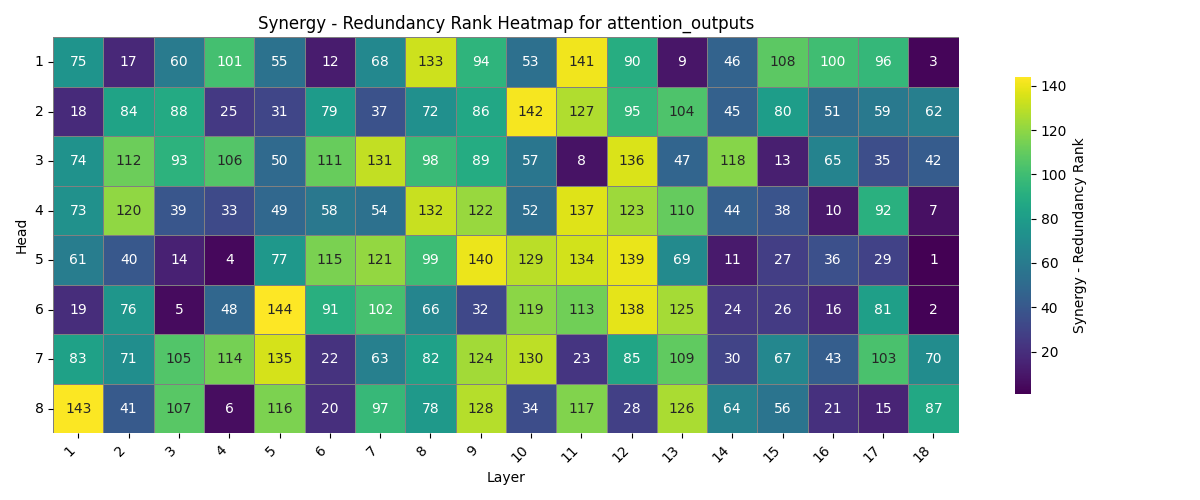 Synergy - Redundancy Rank Heatmap for attention_outputs
Head
1 75 17 60 101 55 12 68 133 94 53 141 90 9 46 108 100 96 3
2 18 84 88 25 31 79 37 72 86 142 127 95 104 45 80 51 59 62
3 74 112 93 106 50 111 131 98 89 57 8 136 47 118 13 65 35 42
4 73 120 39 33 49 58 54 132 122 52 137 123 110 44 38 10 92 7
5 61 40 14 4 77 115 121 99 140 129 134 139 69 11 27 36 29 1
6 19 76 5 48 144 91 102 66 32 119 113 138 125 24 26 16 81 2
7 83 71 105 114 135 22 63 82 124 130 23 85 109 30 67 43 103 70
8 143 41 107 6 116 20 97 78 128 34 117 28 126 64 56 21 15 87
1 2 3 4 5 6 7 8 9 10 11 12 13 14 15 16 17 18
Layer
140
120
100
80
60
40
20
Synergy - Redundancy Rank